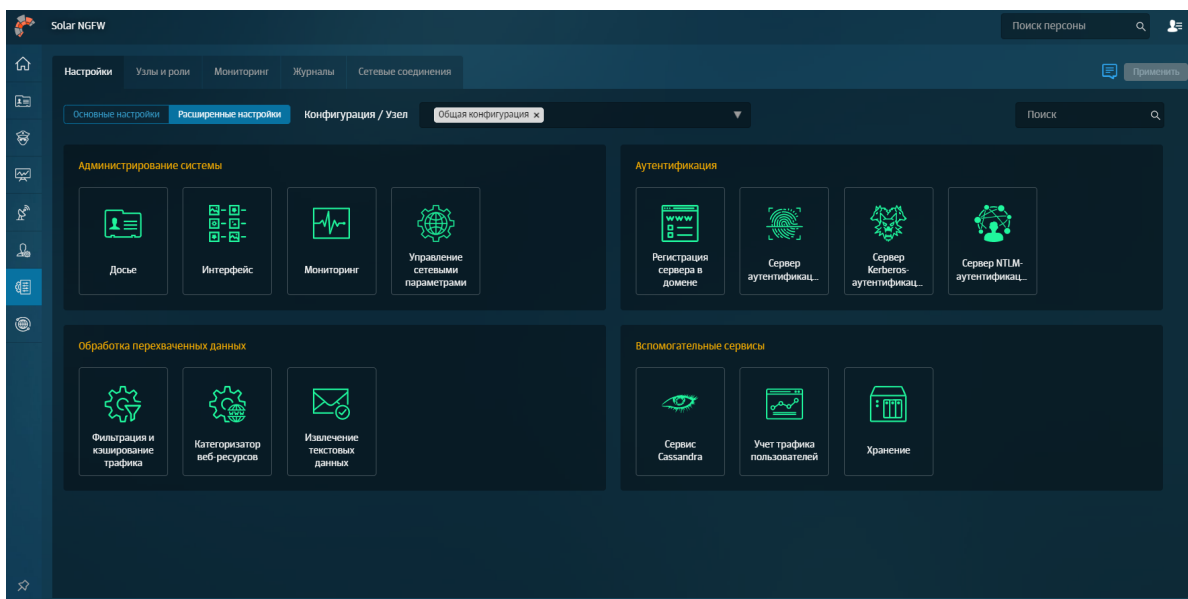 Solar NGFW
Поиск персоны
Настройки
Узлы и роли
Мониторинг
Журналы
Сетевые соединения
Применить
Основные настройки
Расширенные настройки
Конфигурация / Узел
Общая конфигурация ×
Поиск
Администрирование системы
Досье
Интерфейс
Мониторинг
Управление
сетевыми
параметрами
Аутентификация
www
Регистрация
сервера в
домене
Сервер
аутентификац...
Сервер
Kerberos-
аутентификац...
Сервер NTLM-
аутентификац...
Обработка перехваченных данных
Фильтрация и
кэширование
трафика
Категоризатор
веб-ресурсов
Извлечение
текстовых
данных
Вспомогательные сервисы
Сервис
Cassandra
Учет трафика
пользователей
Хранение